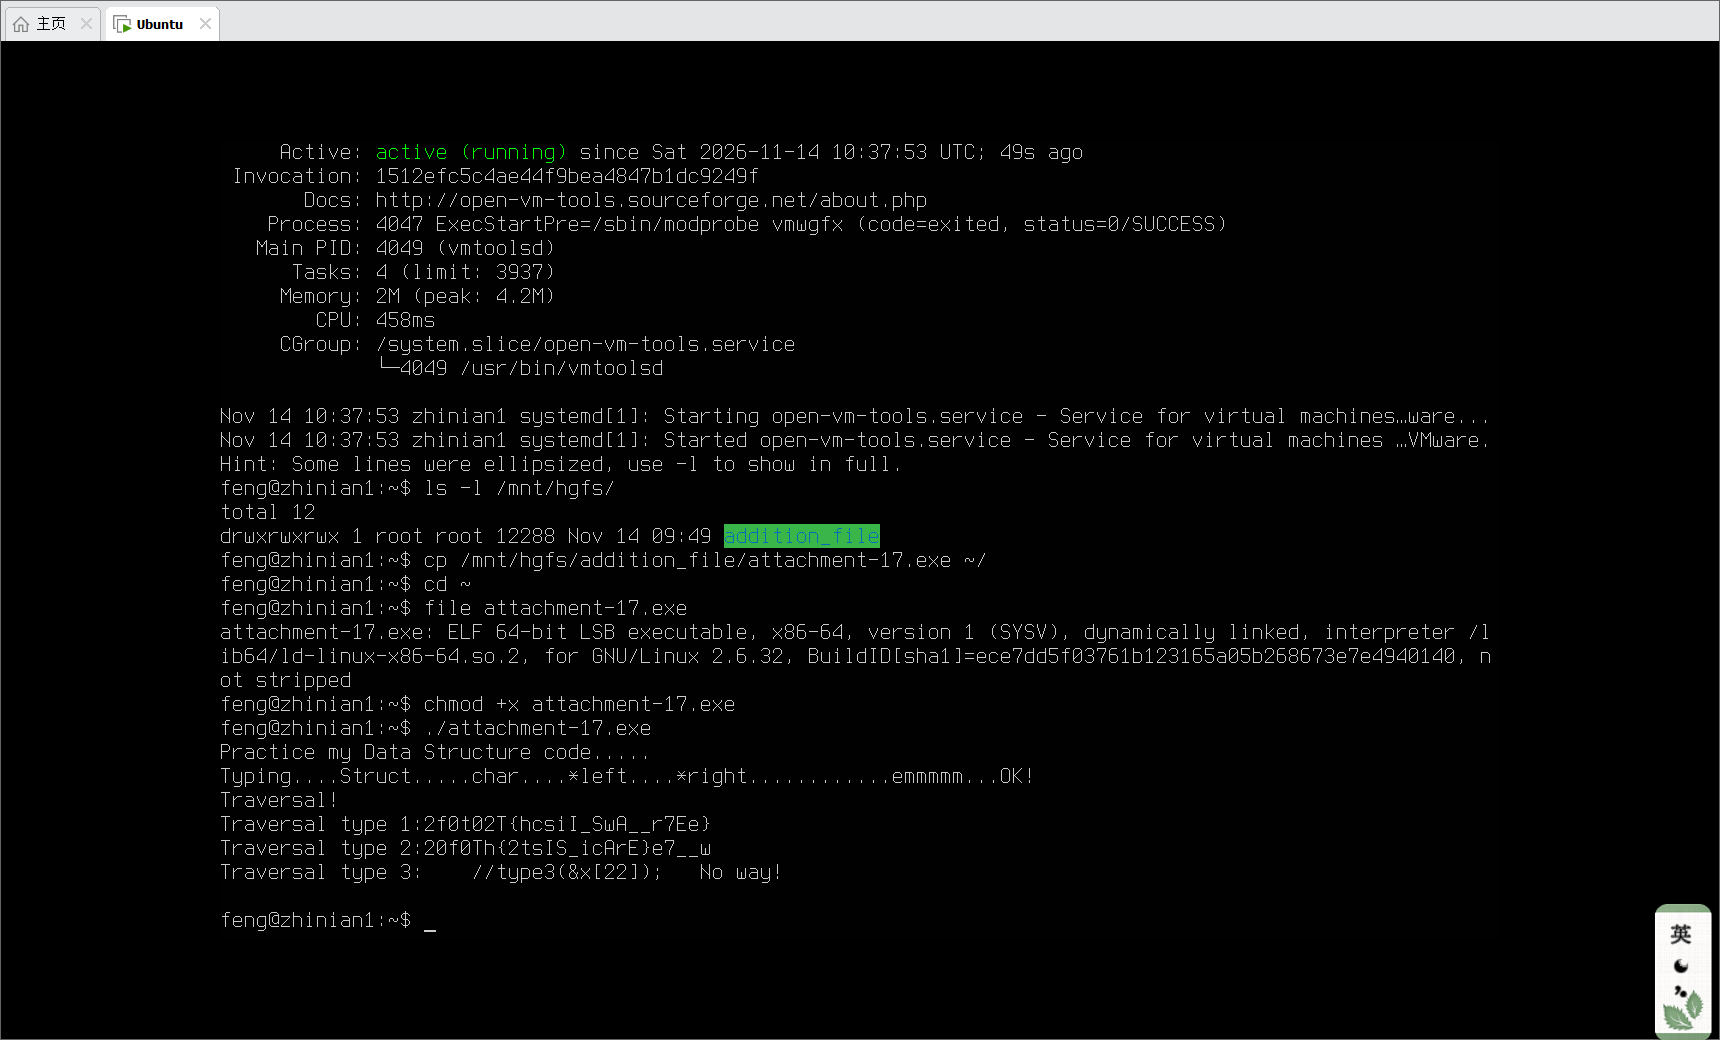 主页
Ubuntu
Active: active (running) since Sat 2026-11-14 10:37:53 UTC; 49s ago
Invocation: 1512efc5c4ae44f9bea4847b1dc9249f
Docs: http://open-vm-tools.sourceforge.net/about.php
Process: 4047 ExecStartPre=/sbin/modprobe vmwgfx (code=exited, status=0/SUCCESS)
Main PID: 4049 (vmtoolsd)
Tasks: 4 (limit: 3937)
Memory: 2M (peak: 4.2M)
CPU: 458ms
CGroup: /system.slice/open-vm-tools.service
└─4049 /usr/bin/vmtoolsd
Nov 14 10:37:53 zhinian1 systemd[1]: Starting open-vm-tools.service - Service for virtual machines…ware...
Nov 14 10:37:53 zhinian1 systemd[1]: Started open-vm-tools.service - Service for virtual machines …VMware.
Hint: Some lines were ellipsized, use -l to show in full.
feng@zhinian1:~$ ls -l /mnt/hgfs/
total 12
drwxrwxrwx 1 root root 12288 Nov 14 09:49 addition_file
feng@zhinian1:~$ cp /mnt/hgfs/addition_file/attachment-17.exe ~/
feng@zhinian1:~$ cd ~
feng@zhinian1:~$ file attachment-17.exe
attachment-17.exe: ELF 64-bit LSB executable, x86-64, version 1 (SYSV), dynamically linked, interpreter /l
ib64/ld-linux-x86-64.so.2, for GNU/Linux 2.6.32, BuildID[sha1]=ece7dd5f03761b123165a05b268673e7e4940140, n
ot stripped
feng@zhinian1:~$ chmod +x attachment-17.exe
feng@zhinian1:~$ ./attachment-17.exe
Practice my Data Structure code.....
Typing....Struct.....char....*left....*right............emmmmm...OK!
Traversal!
Traversal type 1:2f0t02T{hcsiI_SwA__r7Ee}
Traversal type 2:20f0Th{2tsIS_icArE}e7__w
Traversal type 3:    //type3(&x[22]);   No way!
feng@zhinian1:~$ _
英